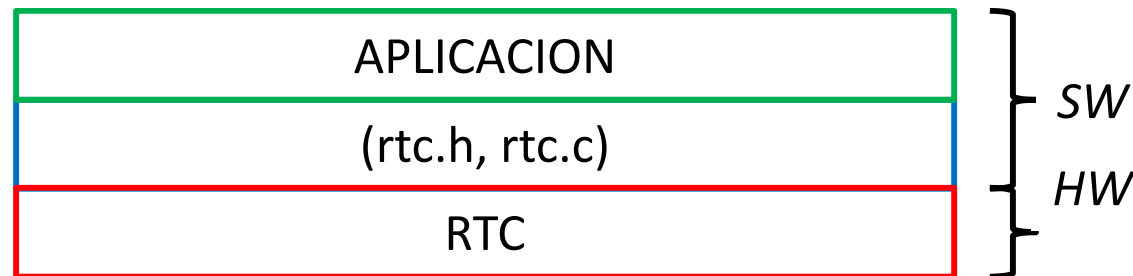 APLICACION
SW
(rtc.h, rtc.c)
HW
RTC